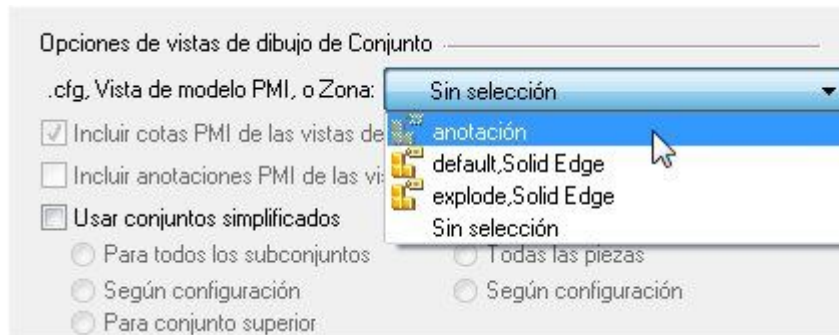 Opciones de vistas de dibujo de Conjunto
.cfg, Vista de modelo PMI, o Zona: Sin selección
Incluir cotas PMI de las vistas de anotación
Incluir anotaciones PMI de las default,Solid Edge
explode,Solid Edge
Usar conjuntos simplificados Sin selección
Para todos los subconjuntos Todas las piezas
Según configuración Según configuración
Para conjunto superior